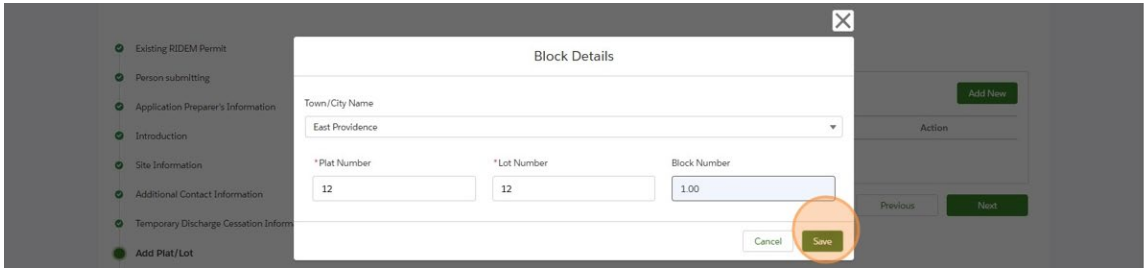 Existing RIDEM Permit
Person submitting
Application Preparer's Information
Introduction
Site Information
Additional Contact Information
Temporary Discharge Cessation Inform
Add Plat/Lot
Block Details
Town/City Name
East Providence
*Plat Number *Lot Number Block Number
12 12 1.00
Cancel Save
Add New
Action
Previous Next